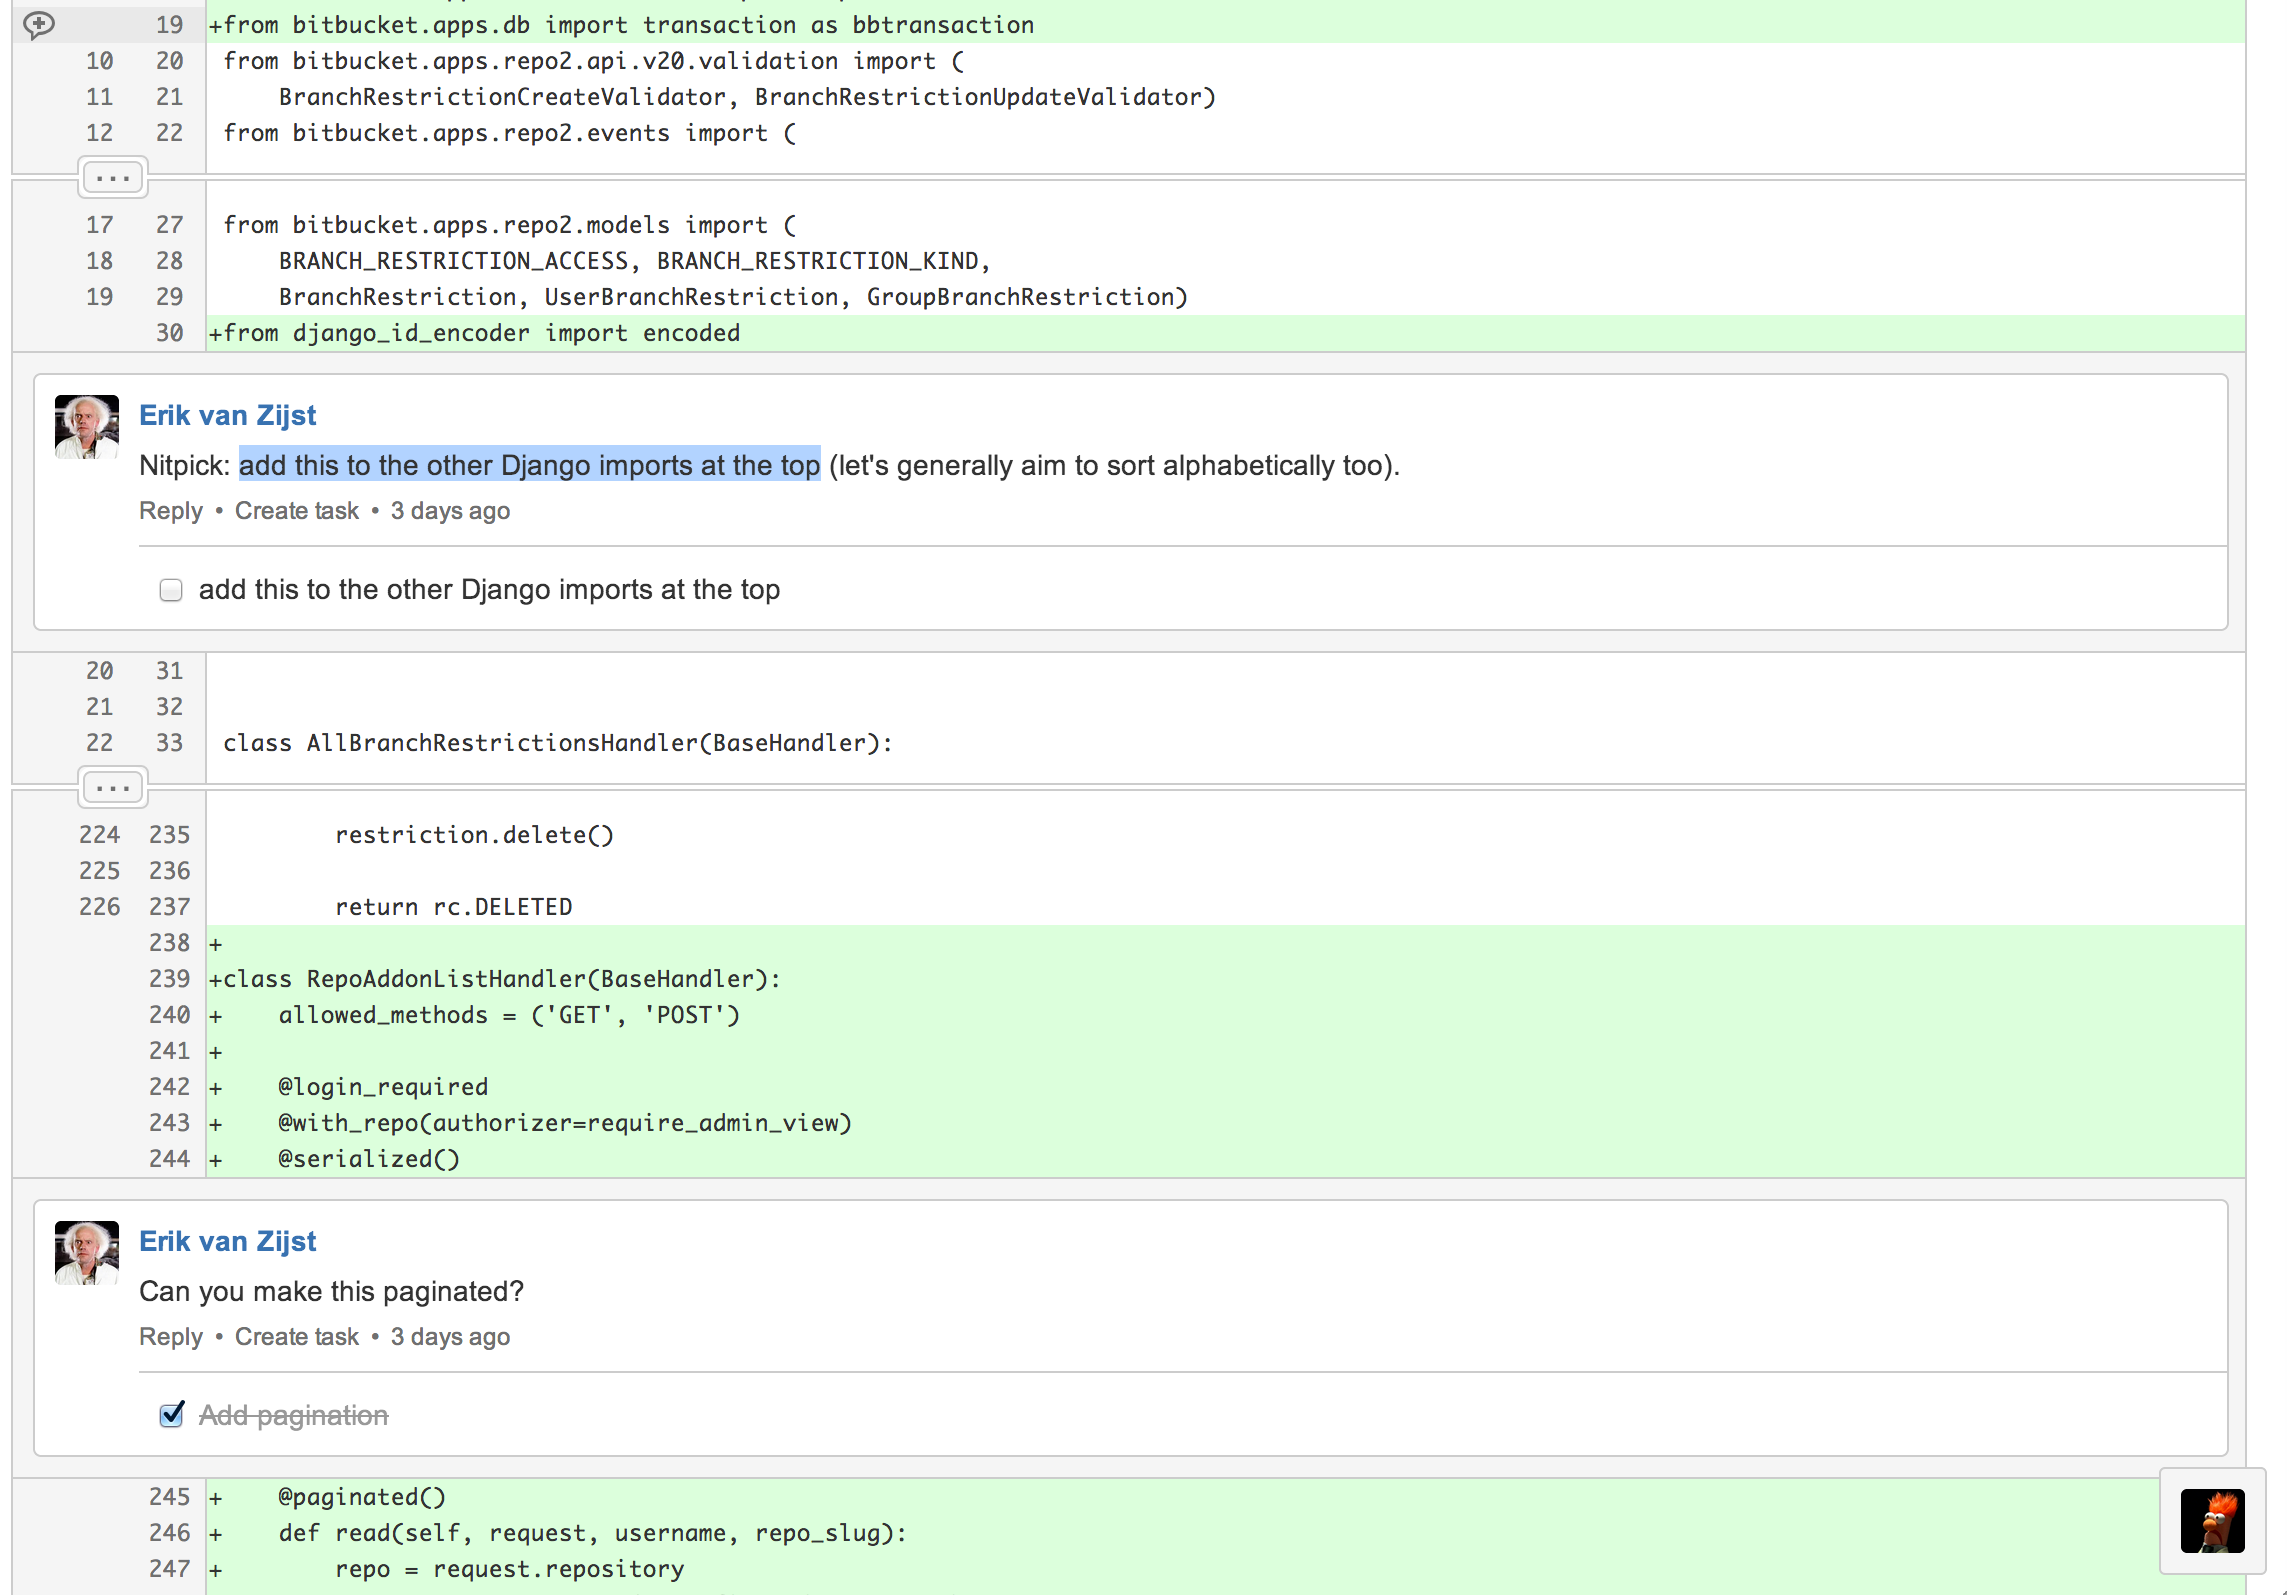 19 +from bitbucket.apps.db import transaction as bbtransaction
10 20 from bitbucket.apps.repo2.api.v20.validation import (
11 21     BranchRestrictionCreateValidator, BranchRestrictionUpdateValidator)
12 22 from bitbucket.apps.repo2.events import (
...
17 27 from bitbucket.apps.repo2.models import (
18 28     BRANCH_RESTRICTION_ACCESS, BRANCH_RESTRICTION_KIND,
19 29     BranchRestriction, UserBranchRestriction, GroupBranchRestriction)
30 +from django_id_encoder import encoded
Erik van Zijst
Nitpick: add this to the other Django imports at the top (let's generally aim to sort alphabetically too).
Reply • Create task • 3 days ago
add this to the other Django imports at the top
20 31
21 32
22 33 class AllBranchRestrictionsHandler(BaseHandler):
...
224 235         restriction.delete()
225 236
226 237         return rc.DELETED
238 +
239 +class RepoAddonListHandler(BaseHandler):
240 +    allowed_methods = ('GET', 'POST')
241 +
242 +    @login_required
243 +    @with_repo(authorizer=require_admin_view)
244 +    @serialized()
Erik van Zijst
Can you make this paginated?
Reply • Create task • 3 days ago
Add pagination
245 +    @paginated()
246 +    def read(self, request, username, repo_slug):
247 +        repo = request.repository